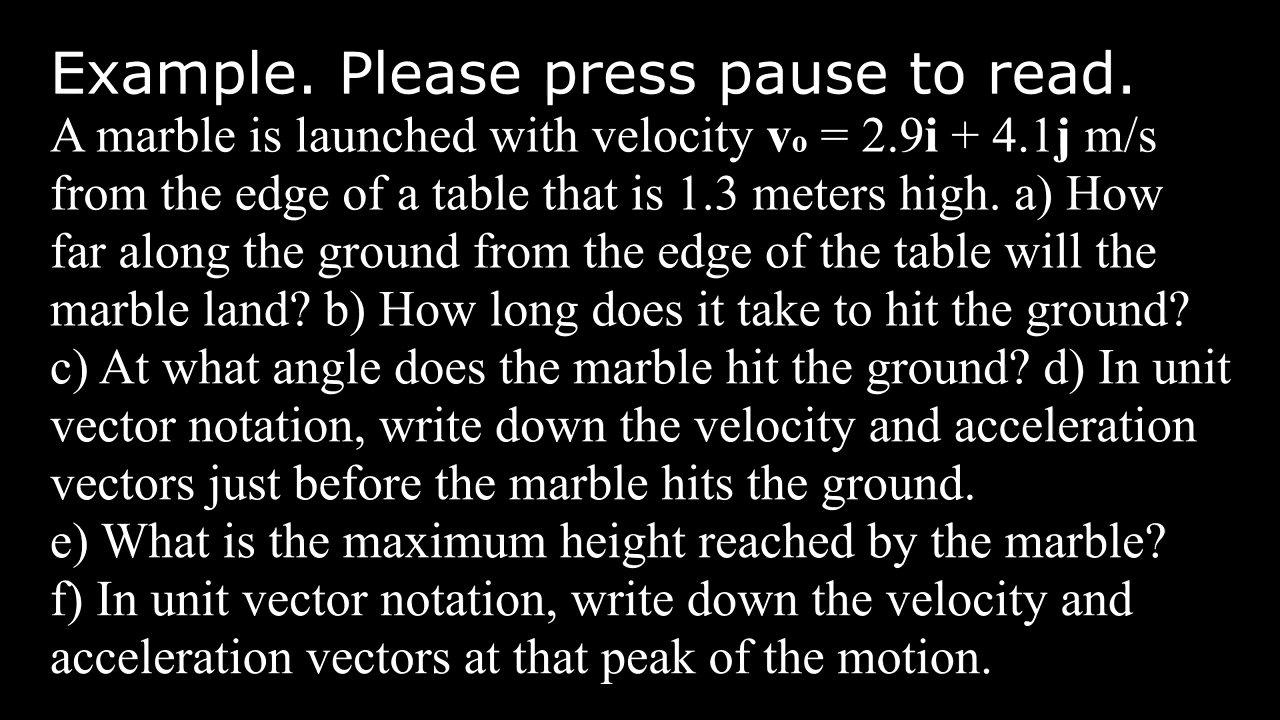 Example. Please press pause to read.
A marble is launched with velocity vₒ = 2.9i + 4.1j m/s
from the edge of a table that is 1.3 meters high. a) How
far along the ground from the edge of the table will the
marble land? b) How long does it take to hit the ground?
c) At what angle does the marble hit the ground? d) In unit
vector notation, write down the velocity and acceleration
vectors just before the marble hits the ground.
e) What is the maximum height reached by the marble?
f) In unit vector notation, write down the velocity and
acceleration vectors at that peak of the motion.